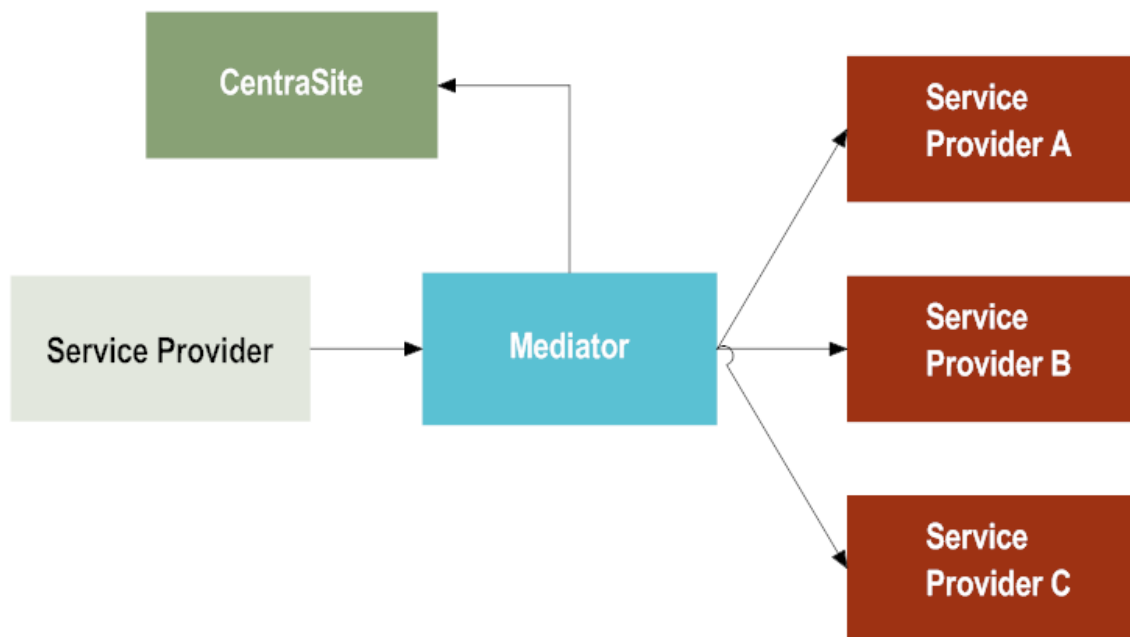 CentraSite
Service
Provider A
Service Provider
Mediator
Service
Provider B
Service
Provider C